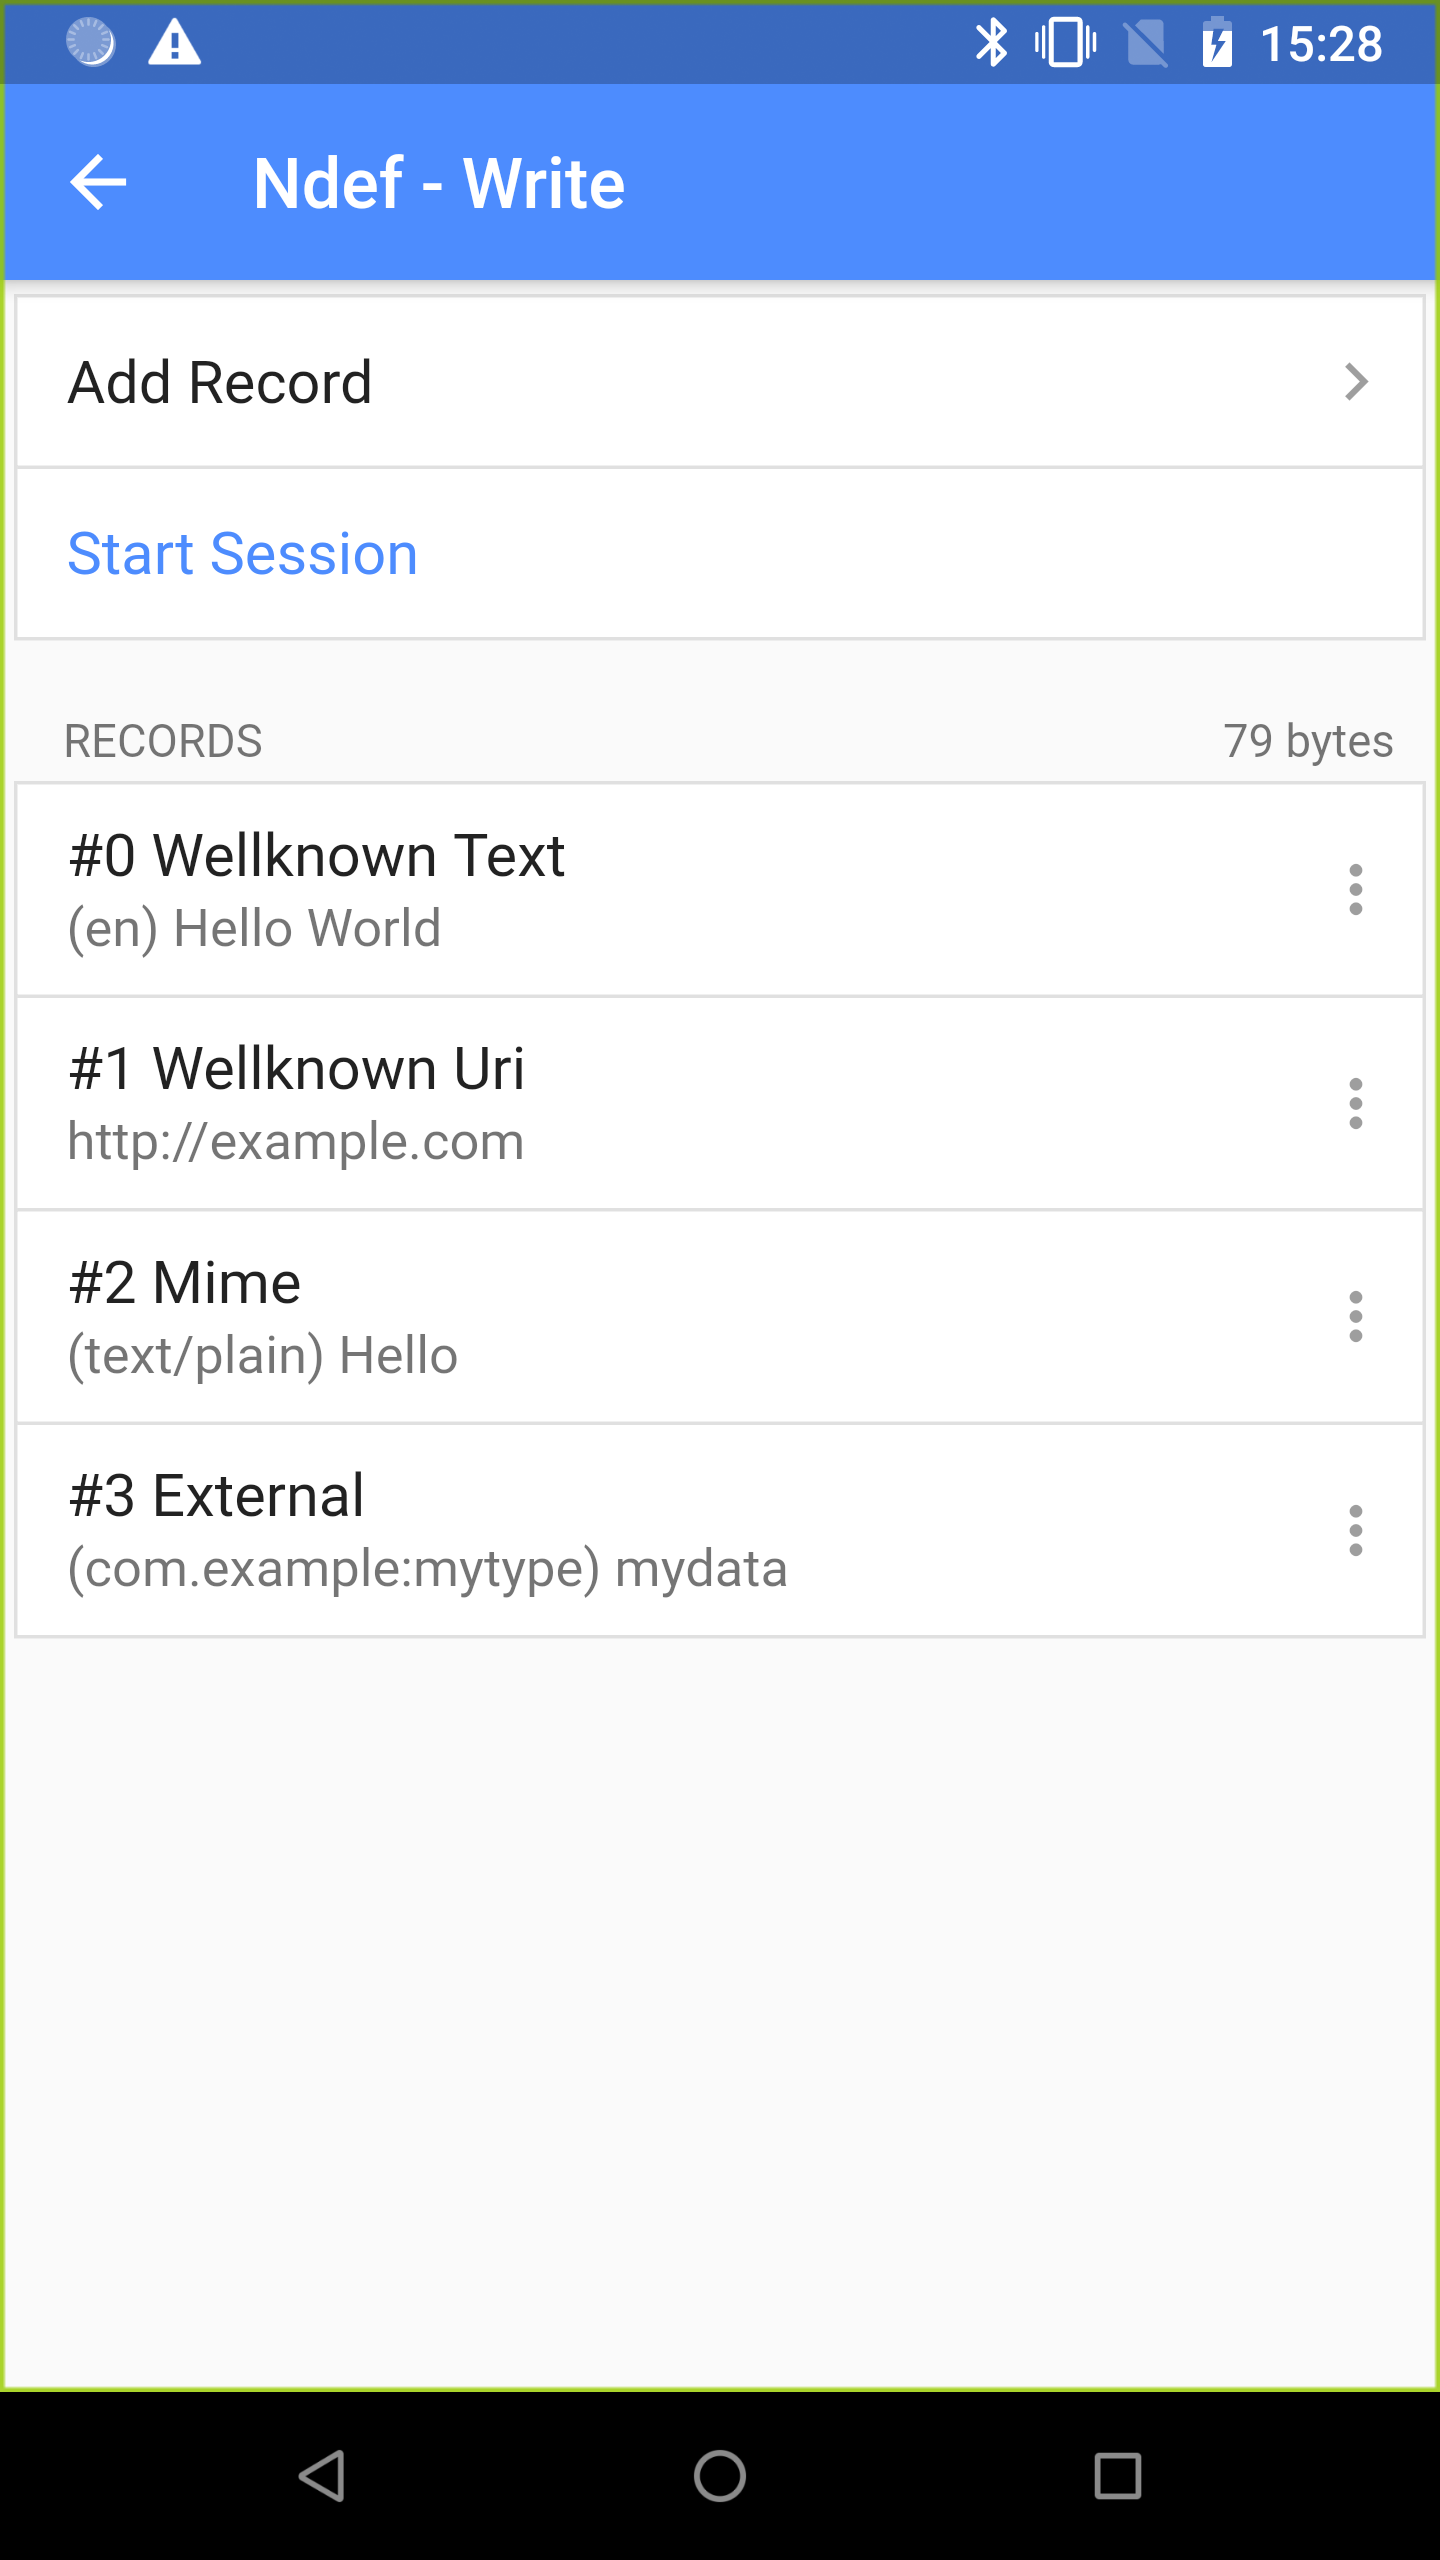 15:28
Ndef - Write
Add Record
Start Session
RECORDS 79 bytes
#0 Wellknown Text
(en) Hello World
#1 Wellknown Uri
http://example.com
#2 Mime
(text/plain) Hello
#3 External
(com.example:mytype) mydata